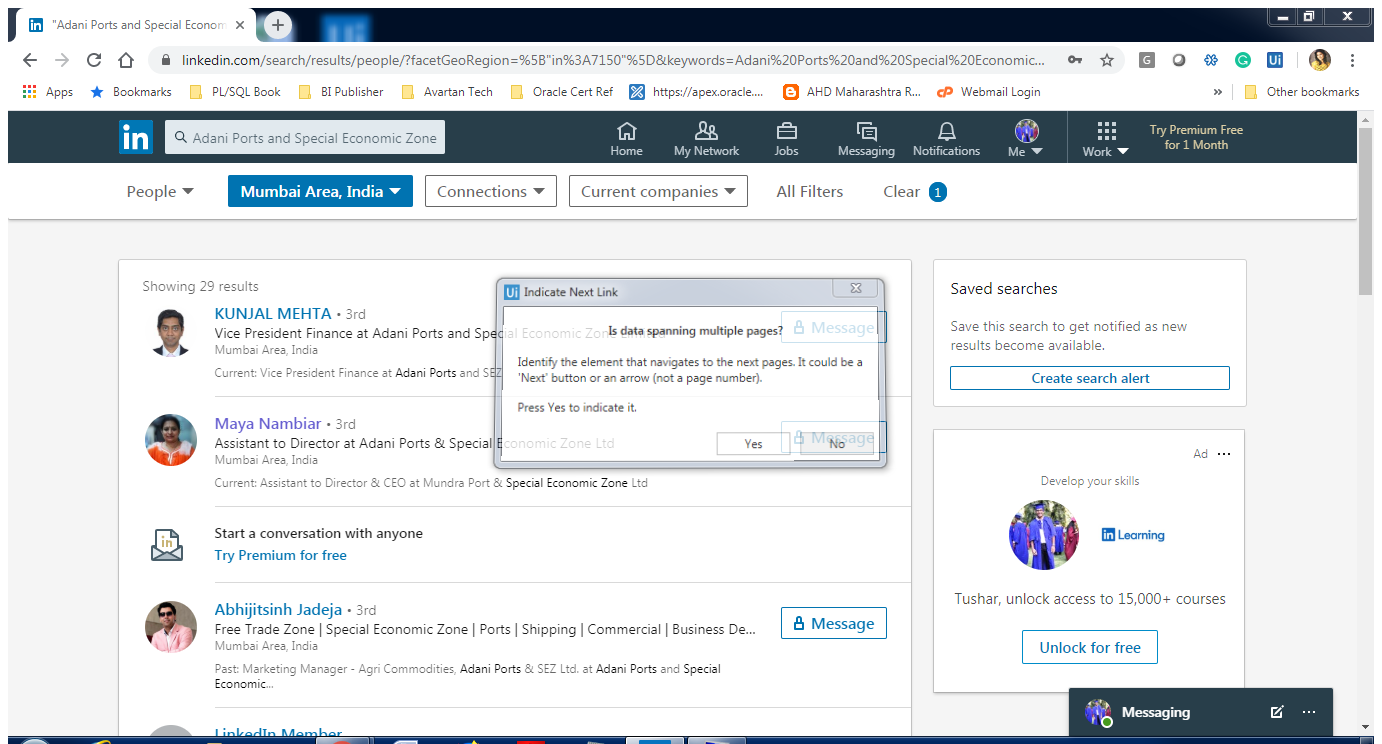 in "Adani Ports and Special Econom
linkedin.com/search/results/people/?facetGeoRegion=%5B"in%3A7150"%5D&keywords=Adani%20Ports%20and%20Special%20Economic...
G
G
Ui
Apps
Bookmarks
PL/SQL Book
BI Publisher
Avartan Tech
Oracle Cert Ref
https://apex.oracle....
AHD Maharashtra R...
cP Webmail Login
»
Other bookmarks
in
Adani Ports and Special Economic Zone
Home
My Network
Jobs
Messaging
Notifications
Me
Work
Try Premium Free
for 1 Month
People
Mumbai Area, India
Connections
Current companies
All Filters
Clear 1
Showing 29 results
KUNJAL MEHTA • 3rd
Vice President Finance at Adani Ports and Special Economic Zone Limited
Mumbai Area, India
Current: Vice President Finance at Adani Ports and SEZ
Message
Maya Nambiar • 3rd
Assistant to Director at Adani Ports & Special Economic Zone Ltd
Mumbai Area, India
Current: Assistant to Director & CEO at Mundra Port & Special Economic Zone Ltd
Message
Ui Indicate Next Link
Is data spanning multiple pages?
Identify the element that navigates to the next pages. It could be a
'Next' button or an arrow (not a page number).
Press Yes to indicate it.
Yes
No
in
Start a conversation with anyone
Try Premium for free
Abhijitsinh Jadeja • 3rd
Free Trade Zone | Special Economic Zone | Ports | Shipping | Commercial | Business De...
Mumbai Area, India
Past: Marketing Manager - Agri Commodities, Adani Ports & SEZ Ltd. at Adani Ports and Special
Economic...
Message
LinkedIn Member
Saved searches
Save this search to get notified as new
results become available.
Create search alert
Ad ···
Develop your skills
in Learning
Tushar, unlock access to 15,000+ courses
Unlock for free
Messaging
···